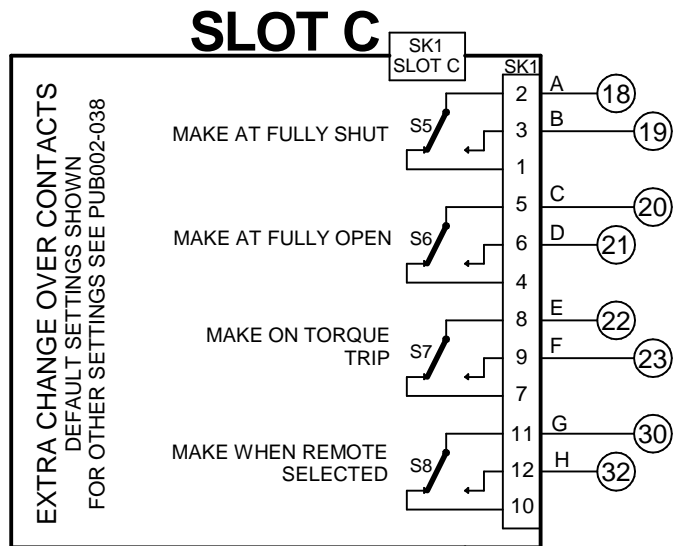 SLOT C
SK1
SLOT C
SK1
EXTRA CHANGE OVER CONTACTS
DEFAULT SETTINGS SHOWN
FOR OTHER SETTINGS SEE PUB002-038
MAKE AT FULLY SHUT
S5
2
A
18
3
B
19
1
MAKE AT FULLY OPEN
S6
5
C
20
6
D
21
4
MAKE ON TORQUE
TRIP
S7
8
E
22
9
F
23
7
MAKE WHEN REMOTE
SELECTED
S8
11
G
30
12
H
32
10